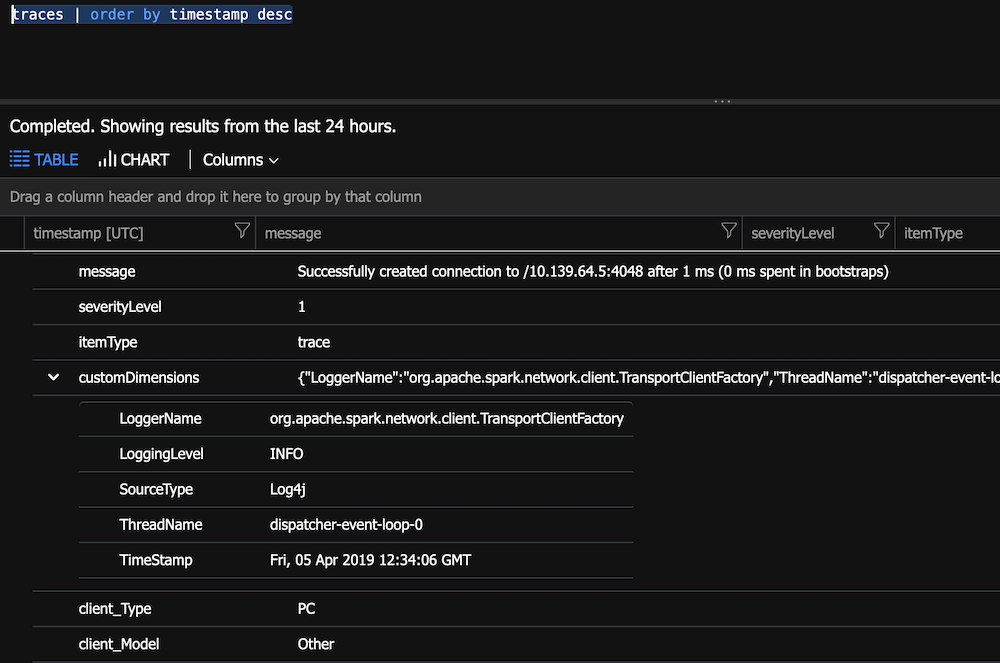 traces | order by timestamp desc
Completed. Showing results from the last 24 hours.
TABLE CHART Columns
Drag a column header and drop it here to group by that column
timestamp [UTC] message severityLevel itemType
message Successfully created connection to /10.139.64.5:4048 after 1 ms (0 ms spent in bootstraps)
severityLevel 1
itemType trace
customDimensions {"LoggerName":"org.apache.spark.network.client.TransportClientFactory","ThreadName":"dispatcher-event-lo
LoggerName org.apache.spark.network.client.TransportClientFactory
LoggingLevel INFO
SourceType Log4j
ThreadName dispatcher-event-loop-0
TimeStamp Fri, 05 Apr 2019 12:34:06 GMT
client_Type PC
client_Model Other